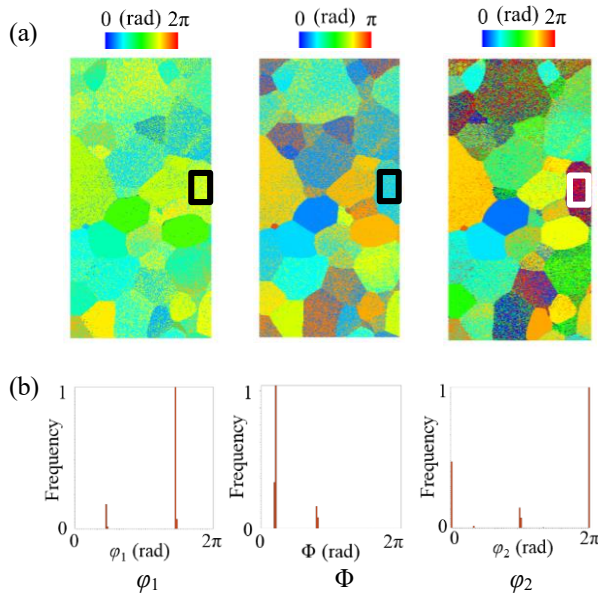 (a)
0 (rad) 2π
0 (rad) π
0 (rad) 2π
(b)
1
Frequency
0
0 φ1 (rad) 2π
φ1
1
Frequency
0
0 Φ (rad) π
Φ
1
Frequency
0
0 φ2 (rad) 2π
φ2